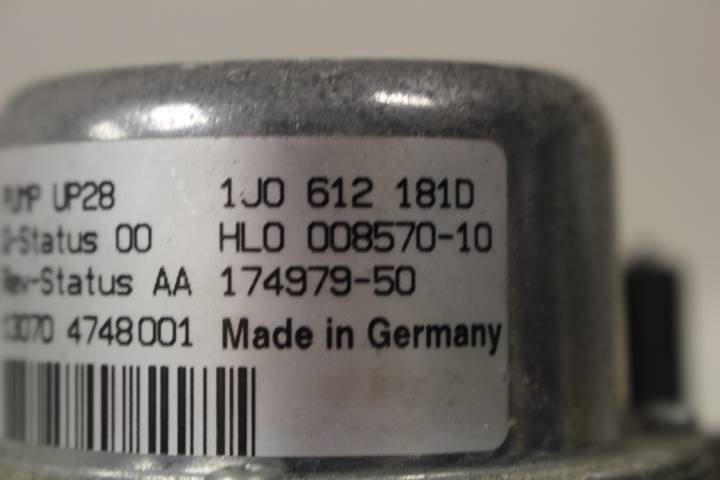 PUMP UP28 1J0 612 181D
Q-Status 00 HLO 008570-10
Rev-Status AA 174979-50
13070 4748001 Made in Germany